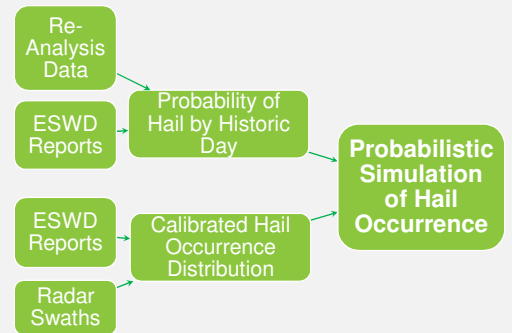 Re-
Analysis
Data
ESWD
Reports
Probability of
Hail by Historic
Day
Probabilistic
Simulation
of Hail
Occurrence
ESWD
Reports
Calibrated Hail
Occurrence
Distribution
Radar
Swaths